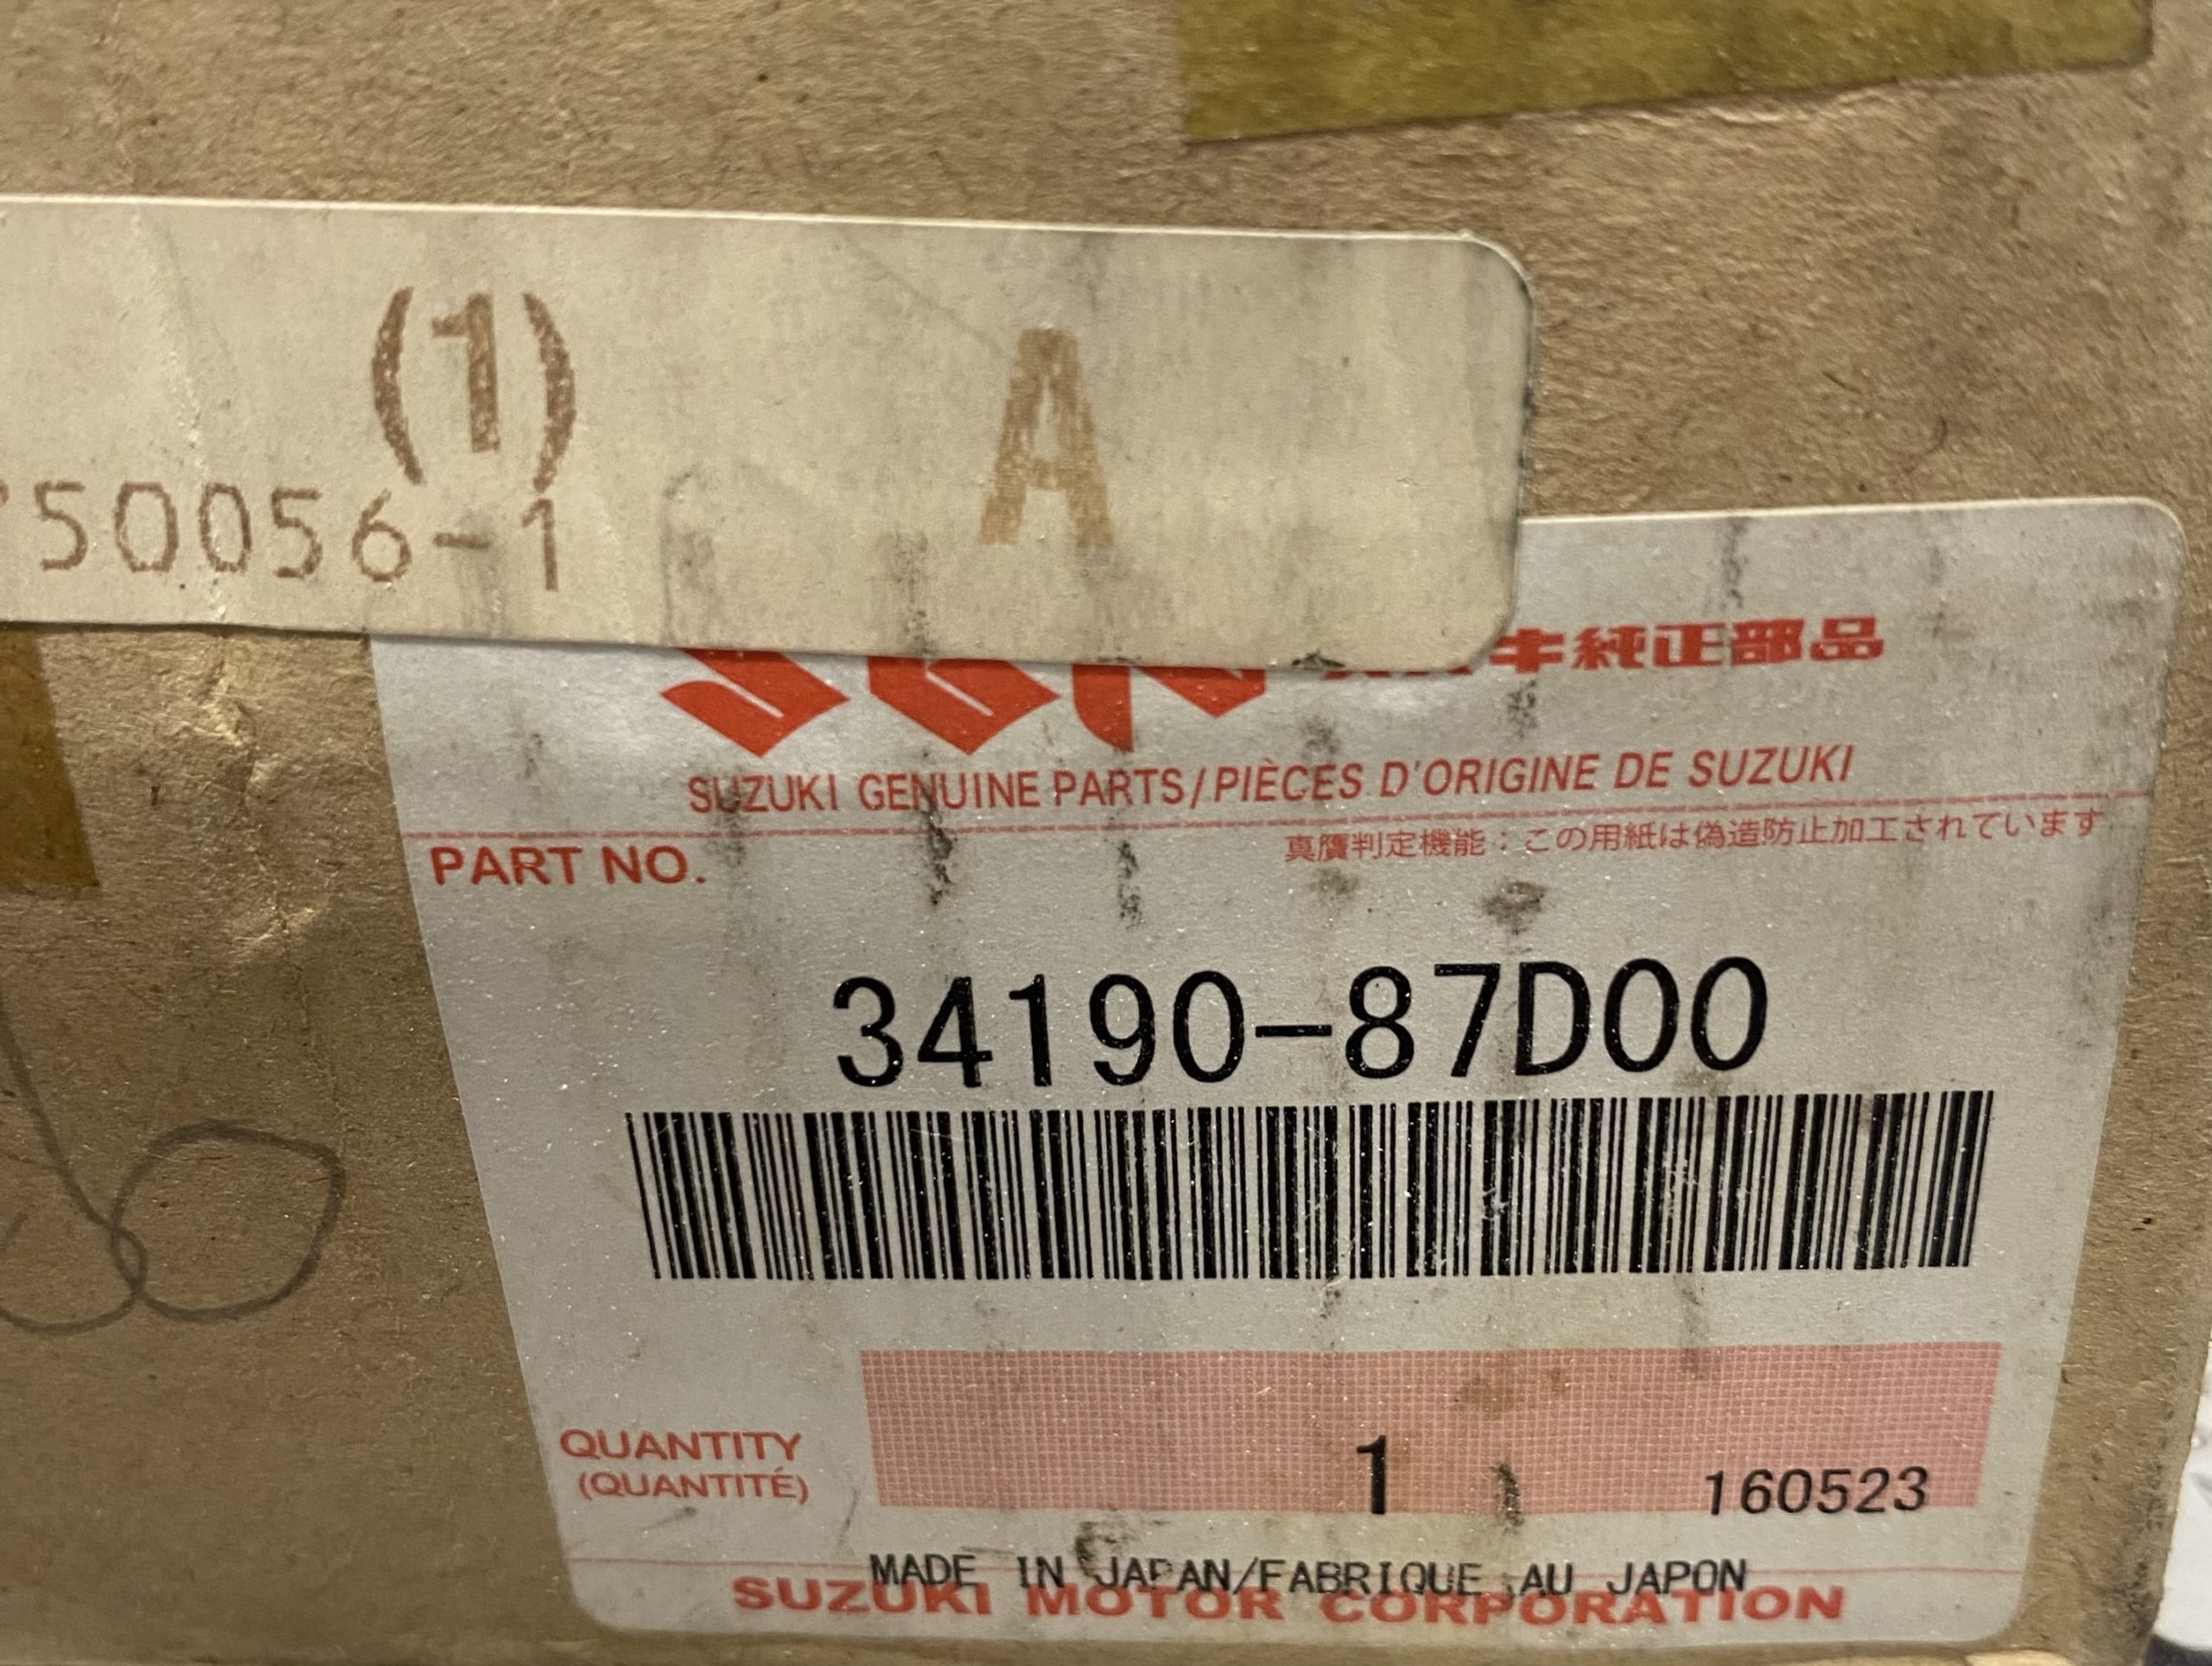 (1)
A
50056-1
キ純正部品
SUZUKI GENUINE PARTS/PIÈCES D'ORIGINE DE SUZUKI
PART NO.
真贋判定機能:この用紙は偽造防止加工されています
34190-87D00
QUANTITY
(QUANTITÉ)
1
160523
MADE IN JAPAN/FABRIQUE AU JAPON
SUZUKI MOTOR CORPORATION